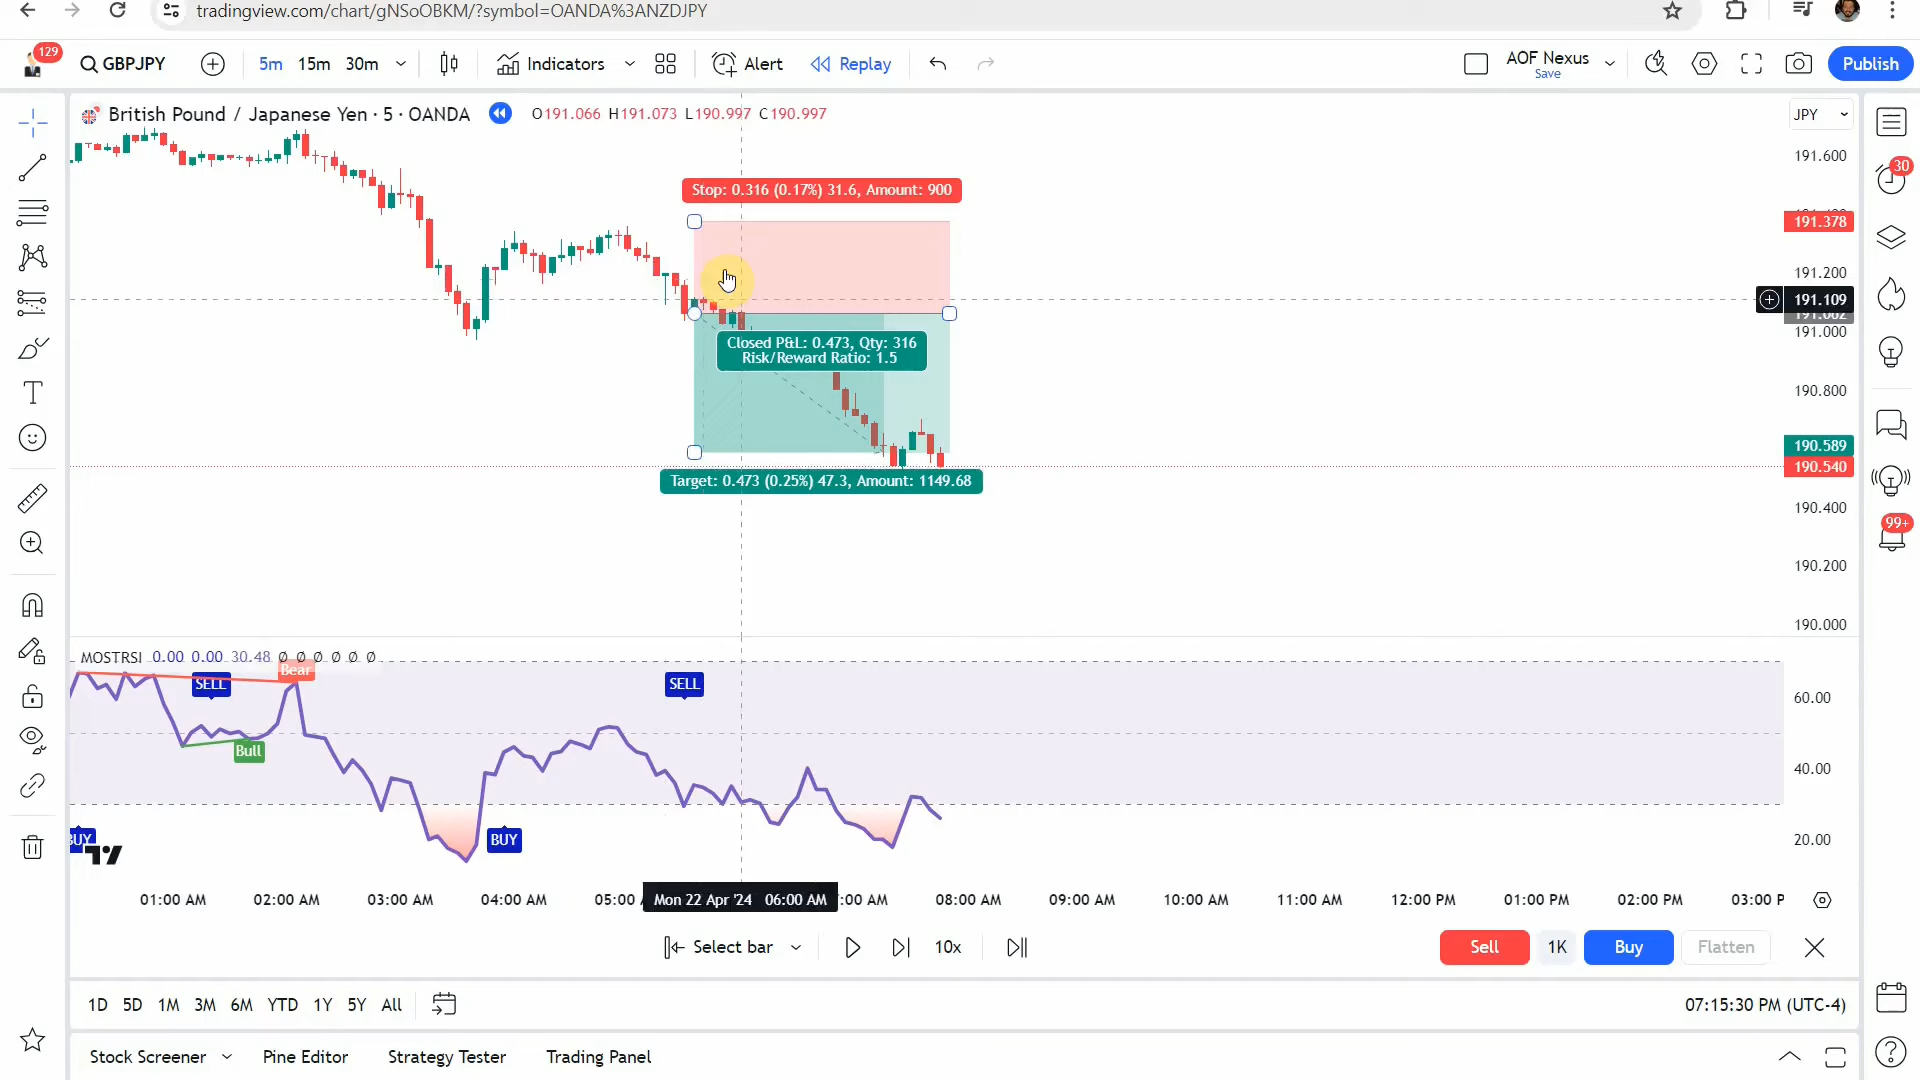 tradingview.com/chart/gNSoOBKM/?symbol=OANDA%3ANZDJPY
129
GBPJPY
5m 15m 30m
Indicators
Alert
Replay
AOF Nexus
Save
Publish
British Pound / Japanese Yen · 5 · OANDA
O191.066 H191.073 L190.997 C190.997
JPY
191.600
30
Stop: 0.316 (0.17%) 31.6, Amount: 900
191.378
191.200
191.109
191.062
191.000
Closed P&L: 0.473, Qty: 316
Risk/Reward Ratio: 1.5
190.800
190.589
190.540
Target: 0.473 (0.25%) 47.3, Amount: 1149.68
190.400
99+
190.200
190.000
MOSTRSI 0.00 0.00 30.48 Ø Ø Ø Ø Ø Ø
Bear
SELL
SELL
60.00
Bull
40.00
BUY
BUY
20.00
01:00 AM 02:00 AM 03:00 AM 04:00 AM 05:00 Mon 22 Apr '24 06:00 AM :00 AM 08:00 AM 09:00 AM 10:00 AM 11:00 AM 12:00 PM 01:00 PM 02:00 PM 03:00 P
Select bar
10x
Sell 1K Buy Flatten
1D 5D 1M 3M 6M YTD 1Y 5Y All
07:15:30 PM (UTC-4)
Stock Screener Pine Editor Strategy Tester Trading Panel